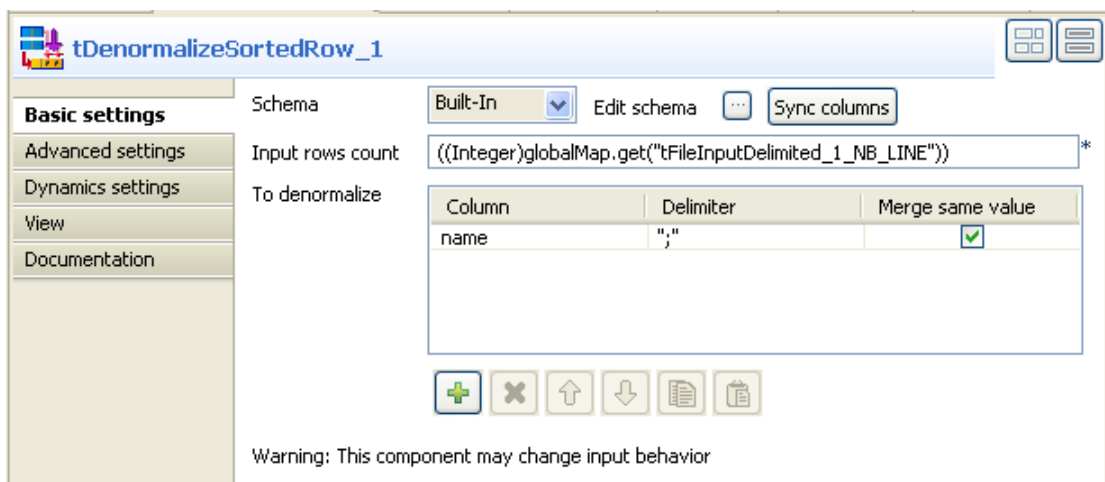 tDenormalizeSortedRow_1
Basic settings
Advanced settings
Dynamics settings
View
Documentation
Schema Built-In Edit schema ... Sync columns
Input rows count ((Integer)globalMap.get("tFileInputDelimited_1_NB_LINE")) *
To denormalize
Column Delimiter Merge same value
name ";"
Warning: This component may change input behavior